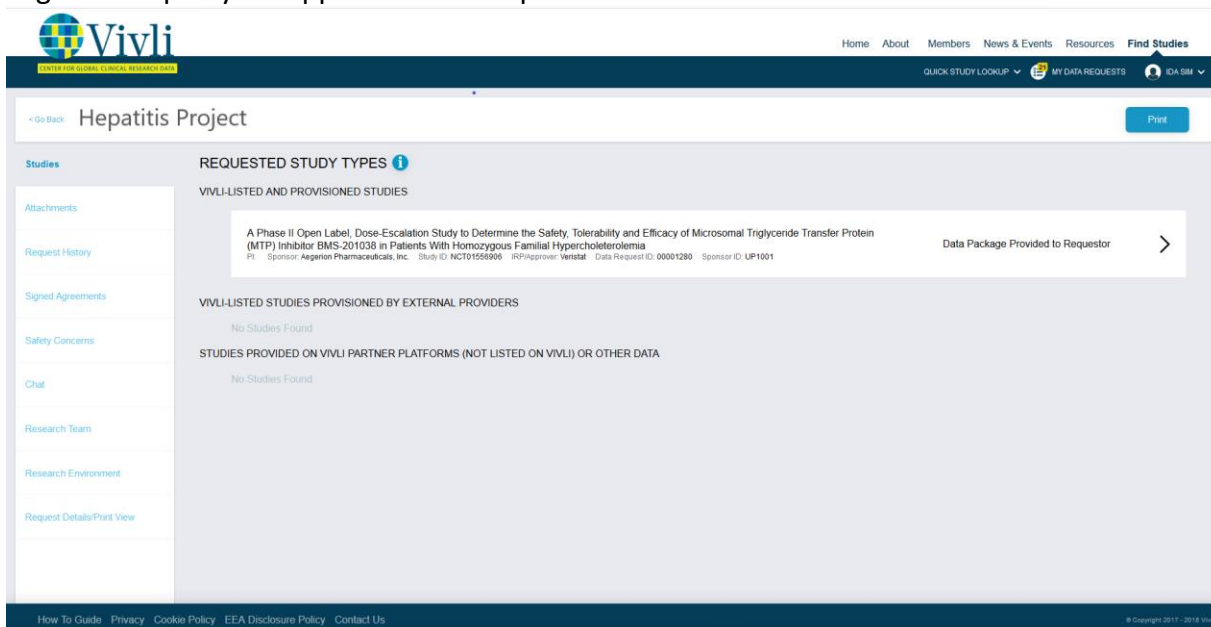 Vivli
CENTER FOR GLOBAL CLINICAL RESEARCH DATA
Home About Members News & Events Resources Find Studies
QUICK STUDY LOOKUP 21 MY DATA REQUESTS IDA SIM
< Go Back Hepatitis Project Print
Studies
Attachments
Request History
Signed Agreements
Safety Concerns
Chat
Research Team
Research Environment
Request Details/Print View
REQUESTED STUDY TYPES i
VIVLI-LISTED AND PROVISIONED STUDIES
A Phase II Open Label, Dose-Escalation Study to Determine the Safety, Tolerability and Efficacy of Microsomal Triglyceride Transfer Protein
(MTP) Inhibitor BMS-201038 in Patients With Homozygous Familial Hypercholeterolemia
PI: Sponsor: Aegerion Pharmaceuticals, Inc. Study ID: NCT01556906 IRP/Approver: Veristat Data Request ID: 00001280 Sponsor ID: UP1001
Data Package Provided to Requestor
VIVLI-LISTED STUDIES PROVISIONED BY EXTERNAL PROVIDERS
No Studies Found
STUDIES PROVIDED ON VIVLI PARTNER PLATFORMS (NOT LISTED ON VIVLI) OR OTHER DATA
No Studies Found
How To Guide Privacy Cookie Policy EEA Disclosure Policy Contact Us
© Copyright 2017 - 2018